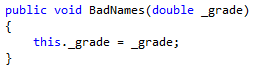 public void BadNames(double _grade)
{
    this._grade = _grade;
}